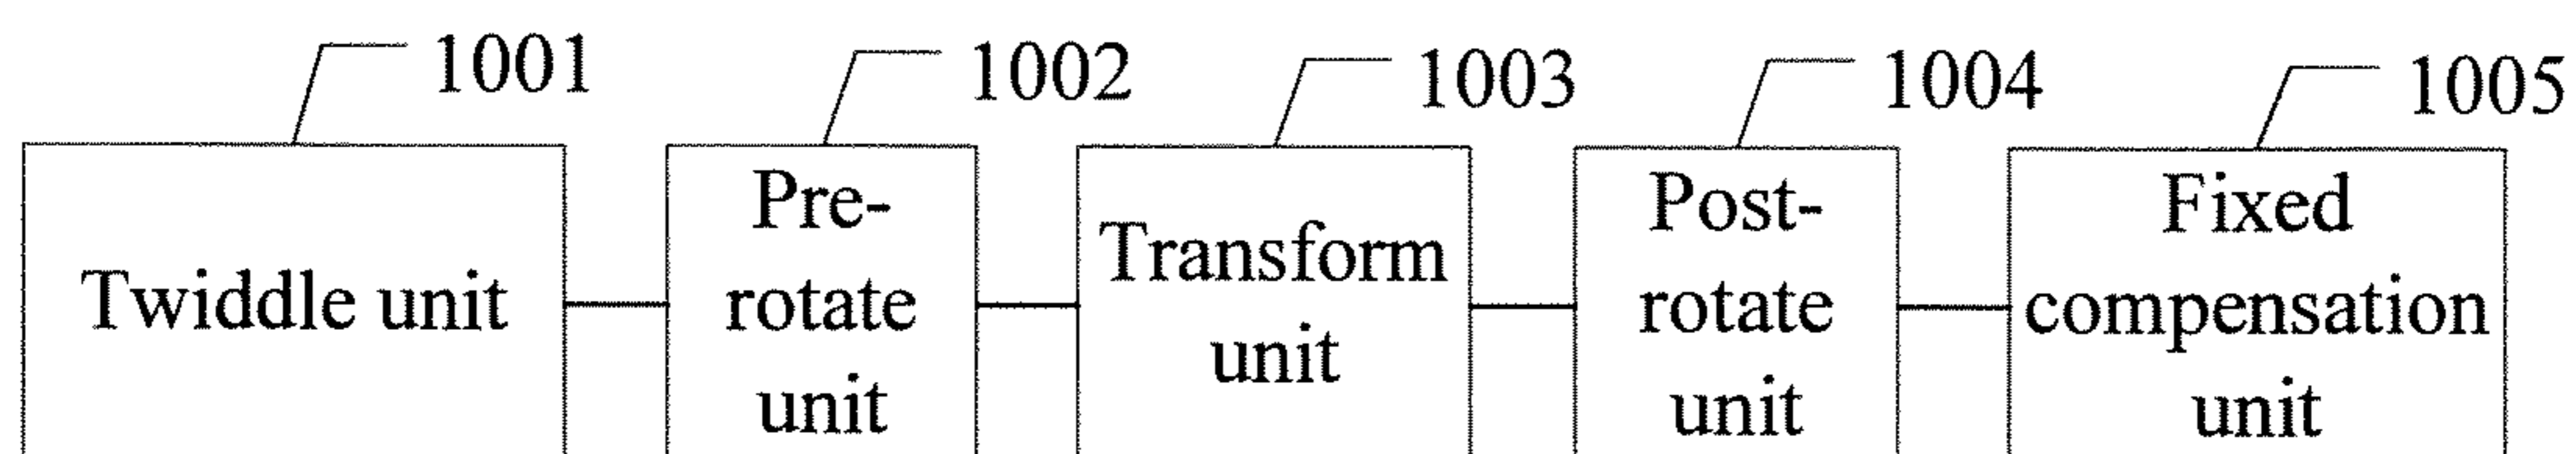 1001
1002
1003
1004
1005
Twiddle unit
Pre-
rotate
unit
Transform
unit
Post-
rotate
unit
Fixed
compensation
unit